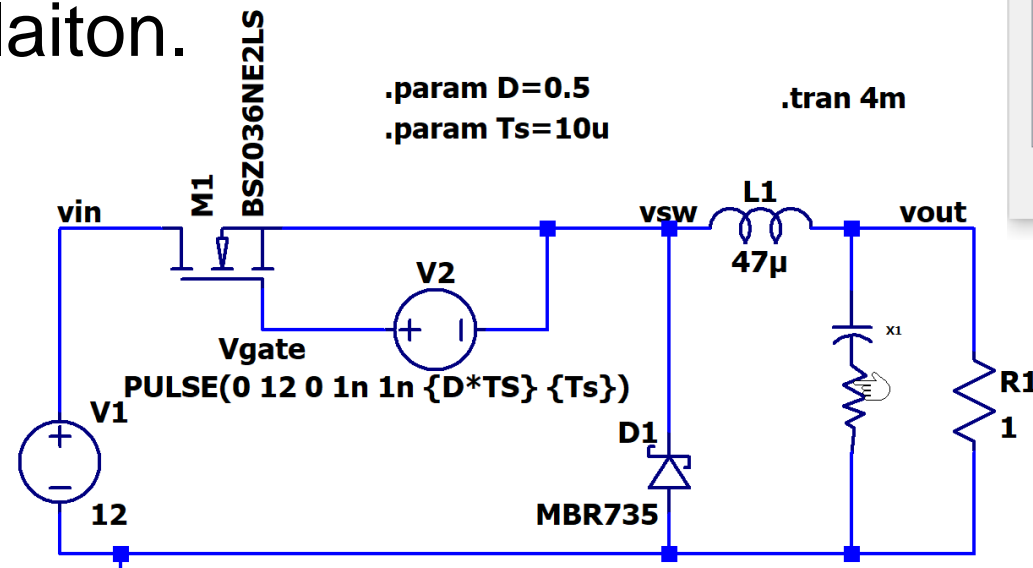 laiton.
BSZ036NE2LS
.param D=0.5
.tran 4m
.param Ts=10u
M1
L1
vin
vsw
vout
47µ
V2
X1
Vgate
PULSE(0 12 0 1n 1n {D*TS} {Ts})
R1
V1
1
D1
12
MBR735